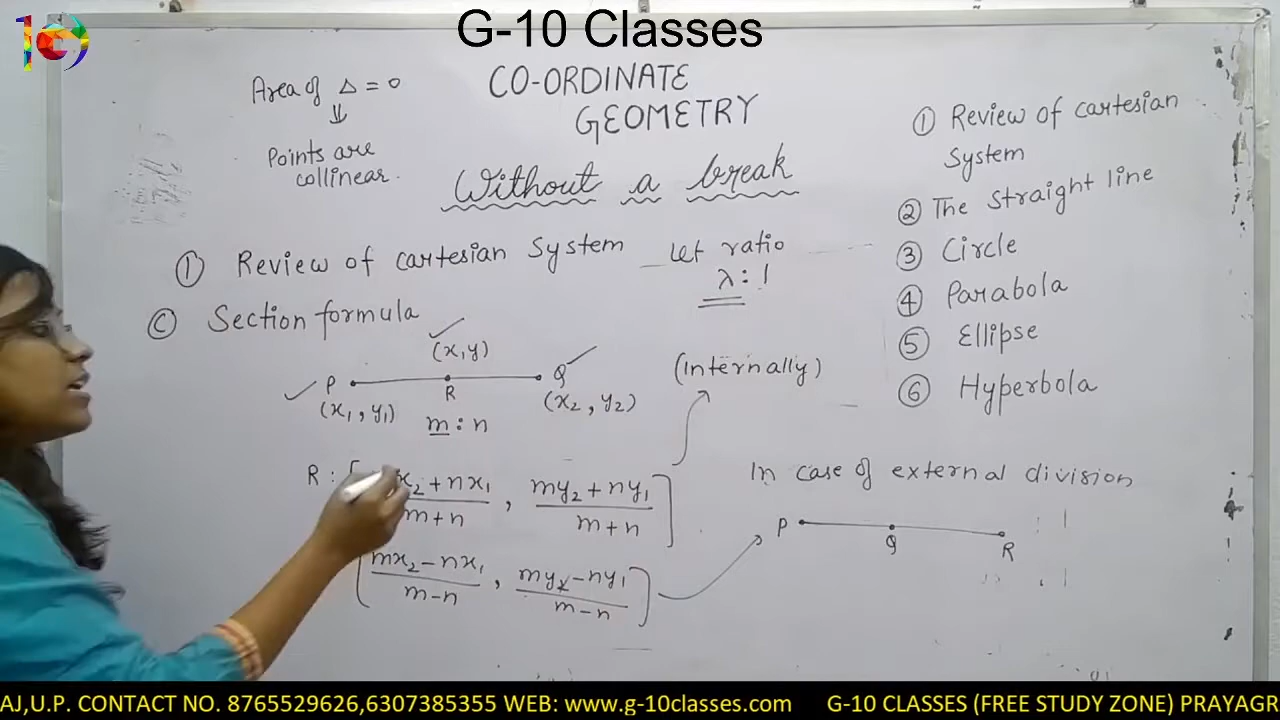 G-10 Classes
Area of Δ = 0
⇓
Points are
collinear.
CO-ORDINATE
GEOMETRY
Without a break
① Review of cartesian System
Ⓒ Section formula
Let ratio
λ : 1
(x,y)
P
R
Q
(x₁, y₁)
(x₂, y₂)
m : n
(Internally)
R : [ x₂ + nx₁ / m+n , my₂ + ny₁ / m+n ]
( mx₂ − nx₁ / m−n , my₂ − ny₁ / m−n )
① Review of cartesian
System
② The straight line
③ Circle
④ Parabola
⑤ Ellipse
⑥ Hyperbola
In case of external division
P
Q
R
AJ,U.P. CONTACT NO. 8765529626,6307385355 WEB: www.g-10classes.com G-10 CLASSES (FREE STUDY ZONE) PRAYAGR